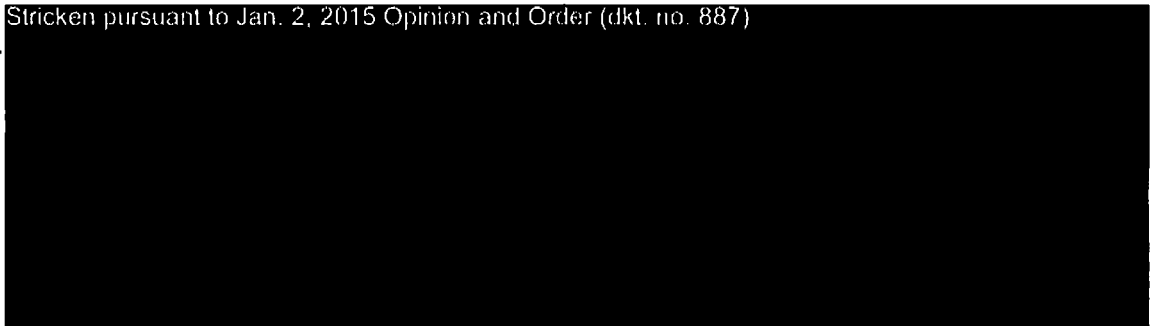 Stricken pursuant to Jan. 2, 2015 Opinion and Order (dkt. no. 887)